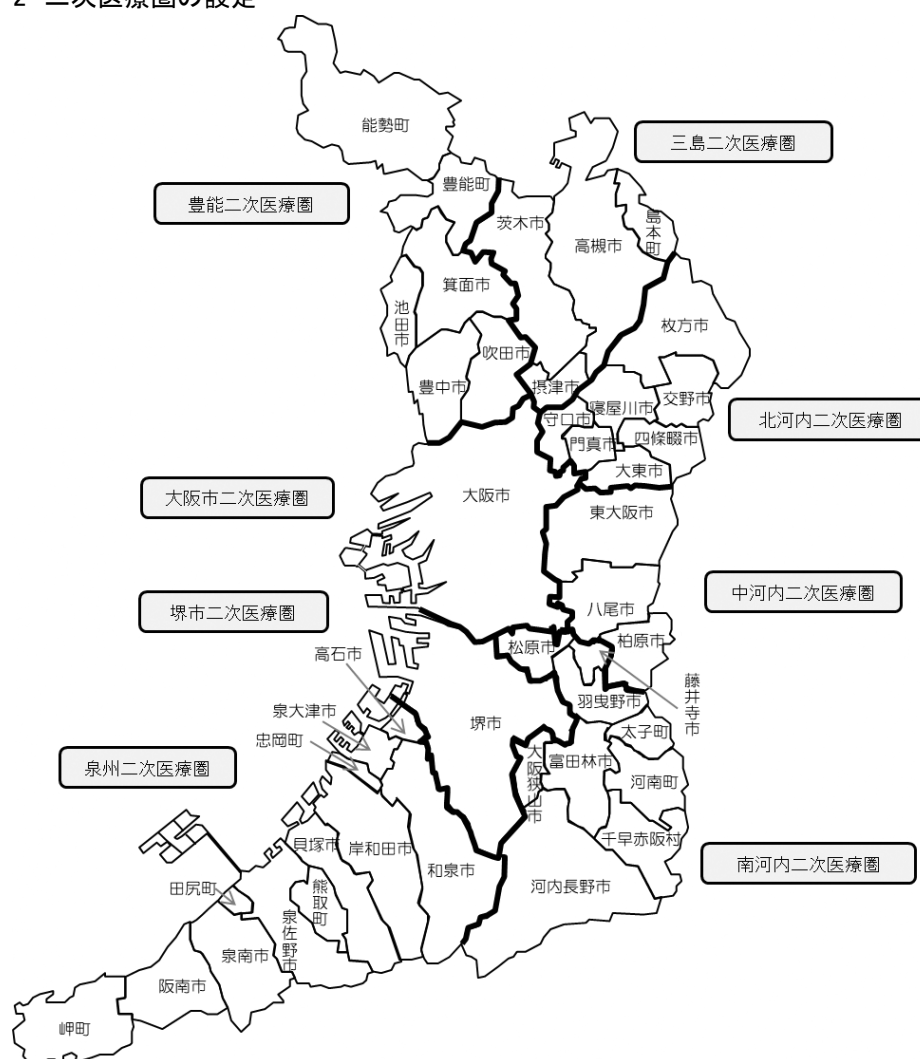 2 二次医療圏の設定
能勢町
三島二次医療圏
豊能町
豊能二次医療圏
茨木市
島本町
高槻市
箕面市
池田市
枚方市
吹田市
豊中市
摂津市
交野市
寝屋川市
守口市
北河内二次医療圏
四條畷市
門真市
大東市
大阪市二次医療圏
大阪市
東大阪市
中河内二次医療圏
八尾市
堺市二次医療圏
柏原市
松原市
高石市
藤井寺市
羽曳野市
泉大津市
堺市
太子町
忠岡町
大阪狭山市
富田林市
泉州二次医療圏
河南町
千早赤阪村
貝塚市
岸和田市
和泉市
南河内二次医療圏
河内長野市
田尻町
熊取町
泉佐野市
泉南市
阪南市
岬町